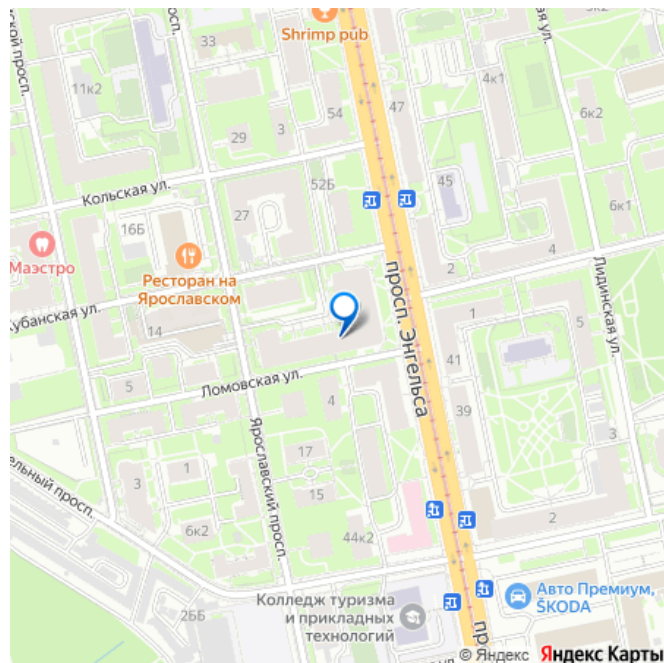 Shrimp pub
33
3к2
4к1
11к2
54
47
6к2
29
3
Кольская ул.
52Б
45
6к1
27
16Б
Маэстро
Ресторан на
Ярославском
4
2
просп. Энгельса
Лидинская ул.
Кубанская ул.
14
1
5
5
Ломовская ул.
41
4
39
Ярославский просп.
17
3
1
3
15
6к2
44к2
2
2ББ
Колледж туризма
и прикладных
технологий
Авто Премиум,
ŠKODA
© Яндекс Яндекс Карты